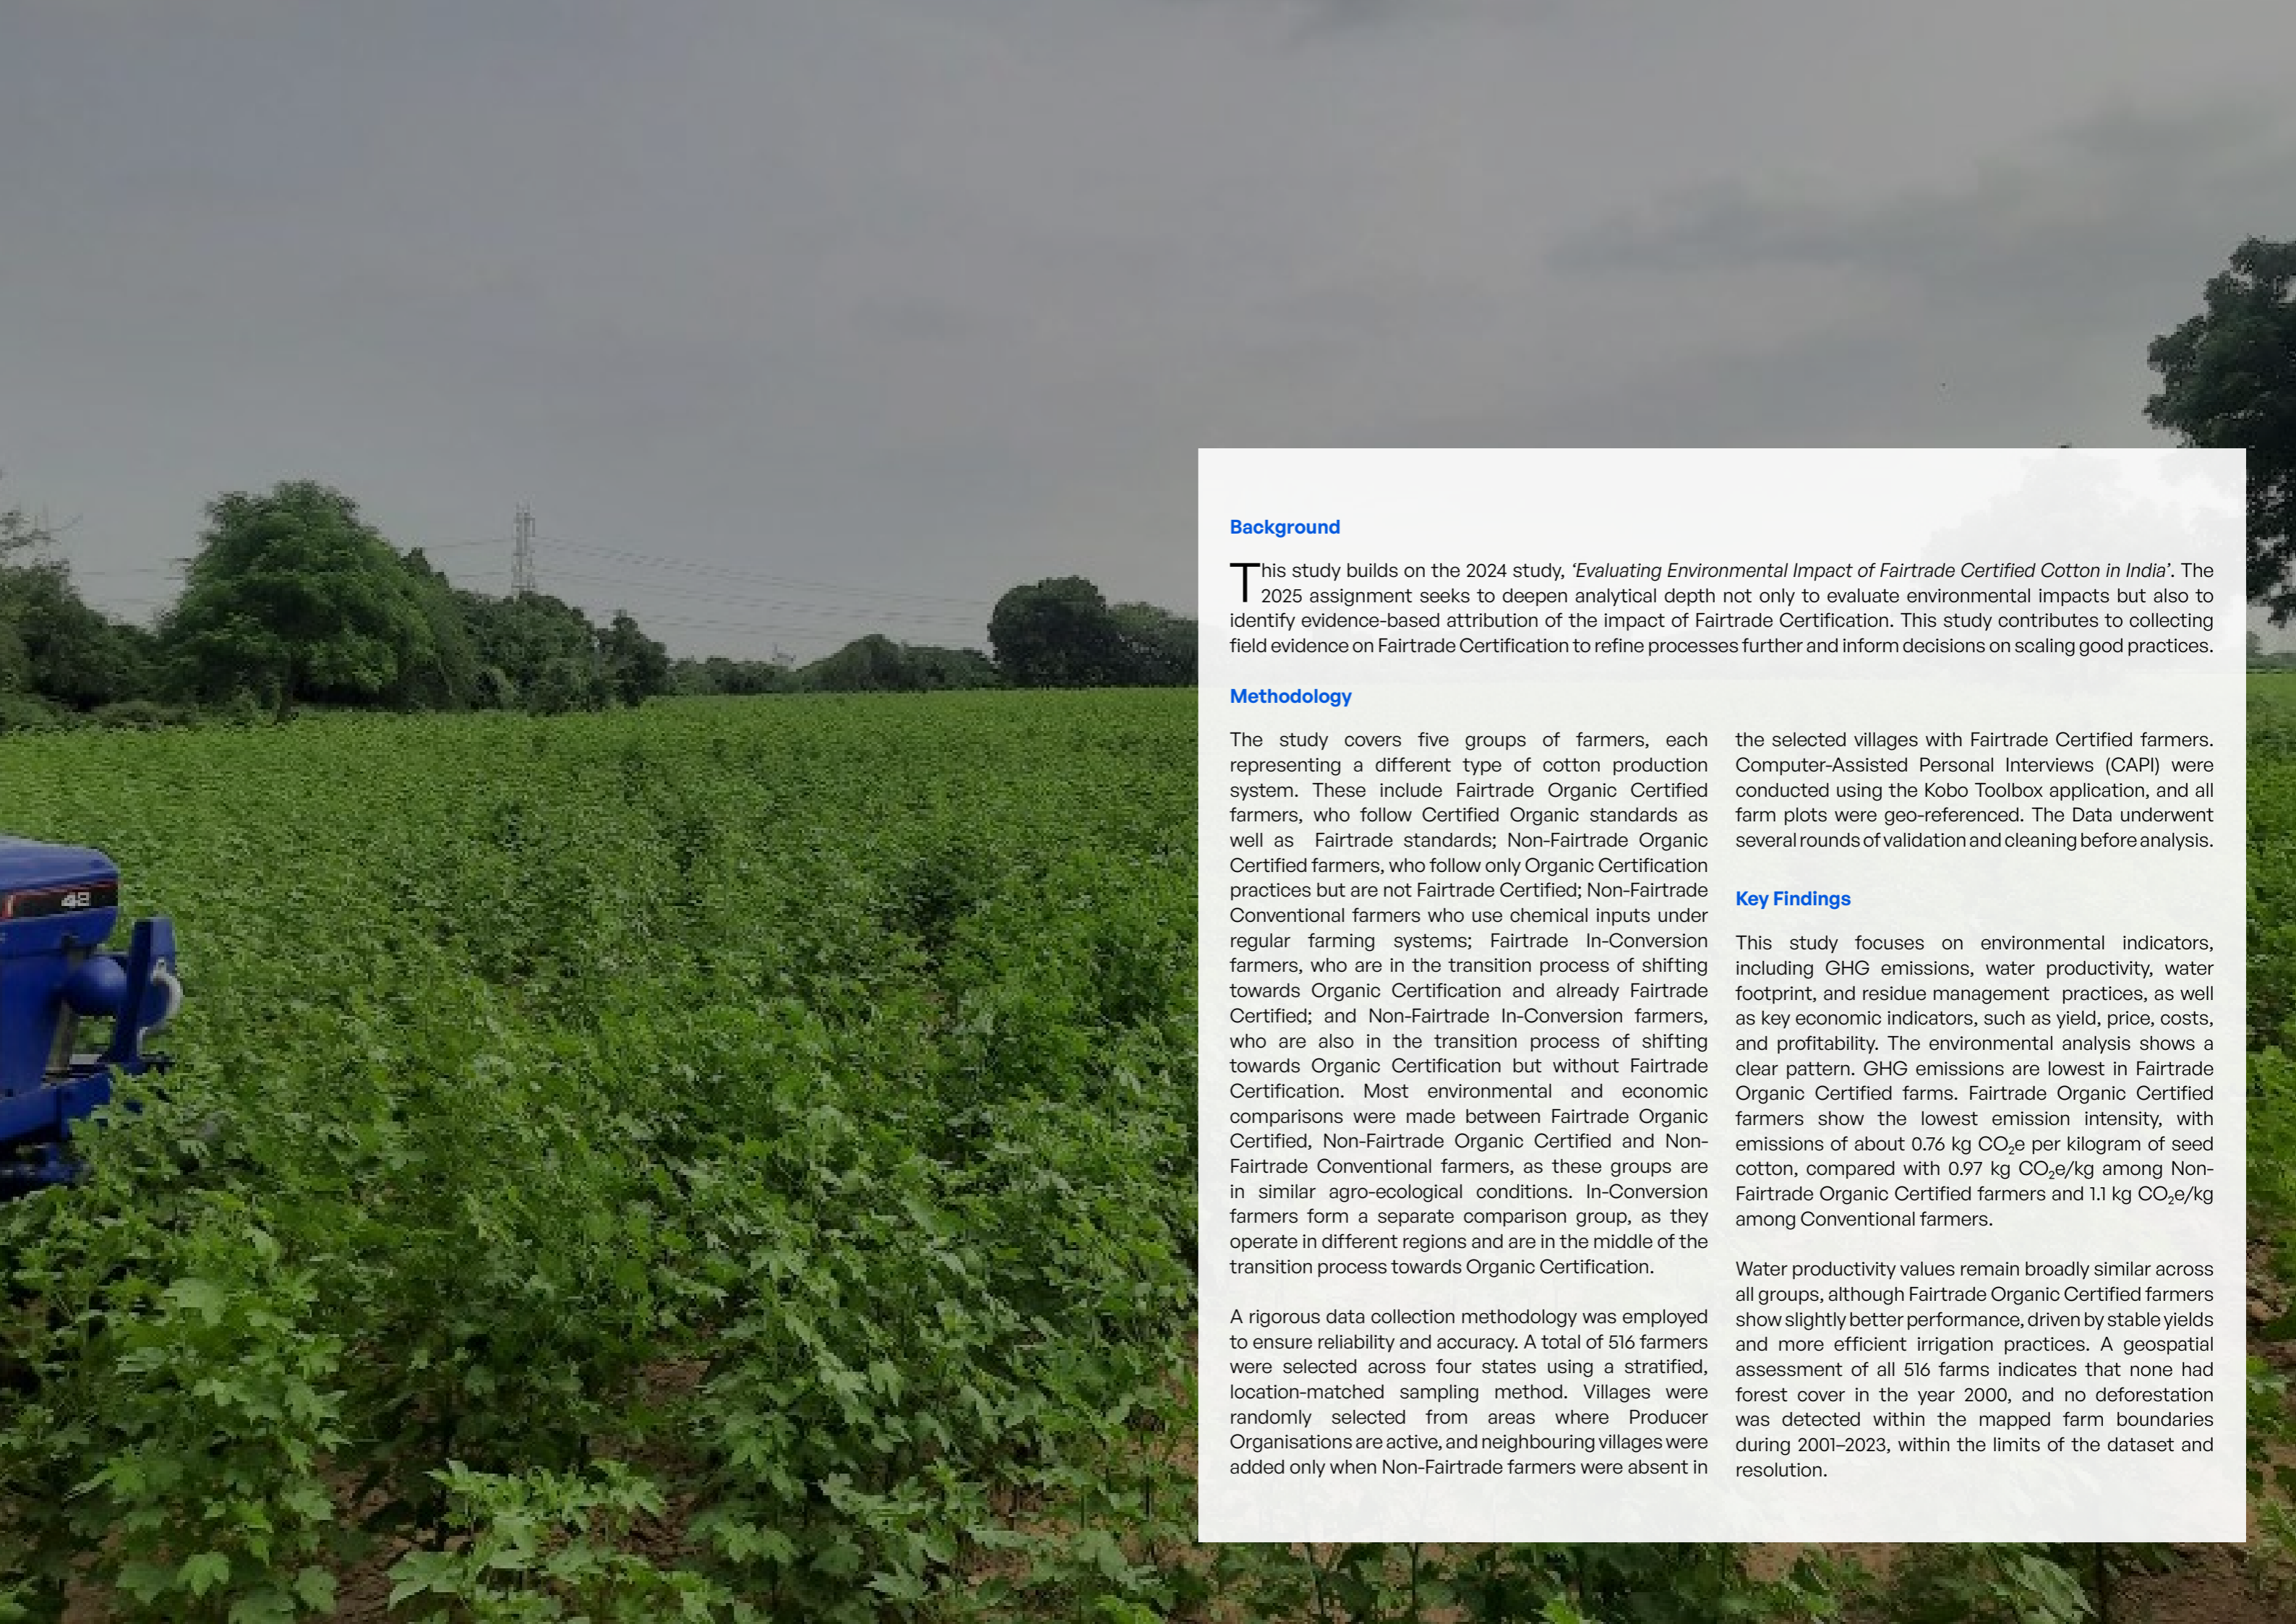 48
Background
This study builds on the 2024 study, ‘Evaluating Environmental Impact of Fairtrade Certified Cotton in India’. The
2025 assignment seeks to deepen analytical depth not only to evaluate environmental impacts but also to
identify evidence-based attribution of the impact of Fairtrade Certification. This study contributes to collecting
field evidence on Fairtrade Certification to refine processes further and inform decisions on scaling good practices.
Methodology
The study covers five groups of farmers, each
representing a different type of cotton production
system. These include Fairtrade Organic Certified
farmers, who follow Certified Organic standards as
well as Fairtrade standards; Non-Fairtrade Organic
Certified farmers, who follow only Organic Certification
practices but are not Fairtrade Certified; Non-Fairtrade
Conventional farmers who use chemical inputs under
regular farming systems; Fairtrade In-Conversion
farmers, who are in the transition process of shifting
towards Organic Certification and already Fairtrade
Certified; and Non-Fairtrade In-Conversion farmers,
who are also in the transition process of shifting
towards Organic Certification but without Fairtrade
Certification. Most environmental and economic
comparisons were made between Fairtrade Organic
Certified, Non-Fairtrade Organic Certified and Non-
Fairtrade Conventional farmers, as these groups are
in similar agro-ecological conditions. In-Conversion
farmers form a separate comparison group, as they
operate in different regions and are in the middle of the
transition process towards Organic Certification.
A rigorous data collection methodology was employed
to ensure reliability and accuracy. A total of 516 farmers
were selected across four states using a stratified,
location-matched sampling method. Villages were
randomly selected from areas where Producer
Organisations are active, and neighbouring villages were
added only when Non-Fairtrade farmers were absent in
the selected villages with Fairtrade Certified farmers.
Computer-Assisted Personal Interviews (CAPI) were
conducted using the Kobo Toolbox application, and all
farm plots were geo-referenced. The Data underwent
several rounds of validation and cleaning before analysis.
Key Findings
This study focuses on environmental indicators,
including GHG emissions, water productivity, water
footprint, and residue management practices, as well
as key economic indicators, such as yield, price, costs,
and profitability. The environmental analysis shows a
clear pattern. GHG emissions are lowest in Fairtrade
Organic Certified farms. Fairtrade Organic Certified
farmers show the lowest emission intensity, with
emissions of about 0.76 kg CO₂e per kilogram of seed
cotton, compared with 0.97 kg CO₂e/kg among Non-
Fairtrade Organic Certified farmers and 1.1 kg CO₂e/kg
among Conventional farmers.
Water productivity values remain broadly similar across
all groups, although Fairtrade Organic Certified farmers
show slightly better performance, driven by stable yields
and more efficient irrigation practices. A geospatial
assessment of all 516 farms indicates that none had
forest cover in the year 2000, and no deforestation
was detected within the mapped farm boundaries
during 2001–2023, within the limits of the dataset and
resolution.